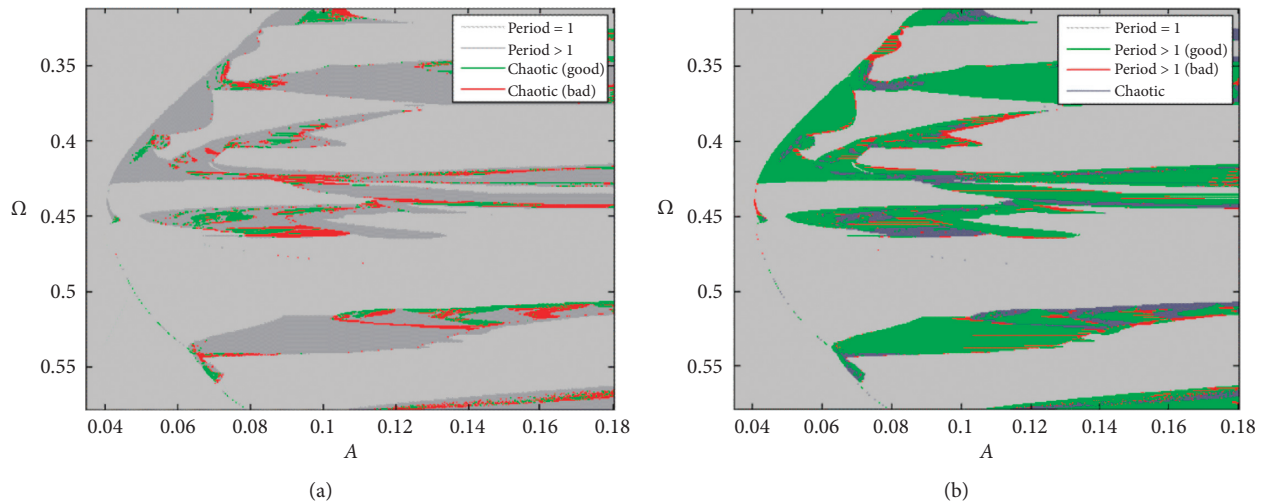 Period = 1
Period > 1
Chaotic (good)
Chaotic (bad)
0.35
0.4
0.45
0.5
0.55
Ω
0.04
0.06
0.08
0.1
0.12
0.14
0.16
0.18
A
(a)
Period = 1
Period > 1 (good)
Period > 1 (bad)
Chaotic
0.35
0.4
0.45
0.5
0.55
Ω
0.04
0.06
0.08
0.1
0.12
0.14
0.16
0.18
A
(b)